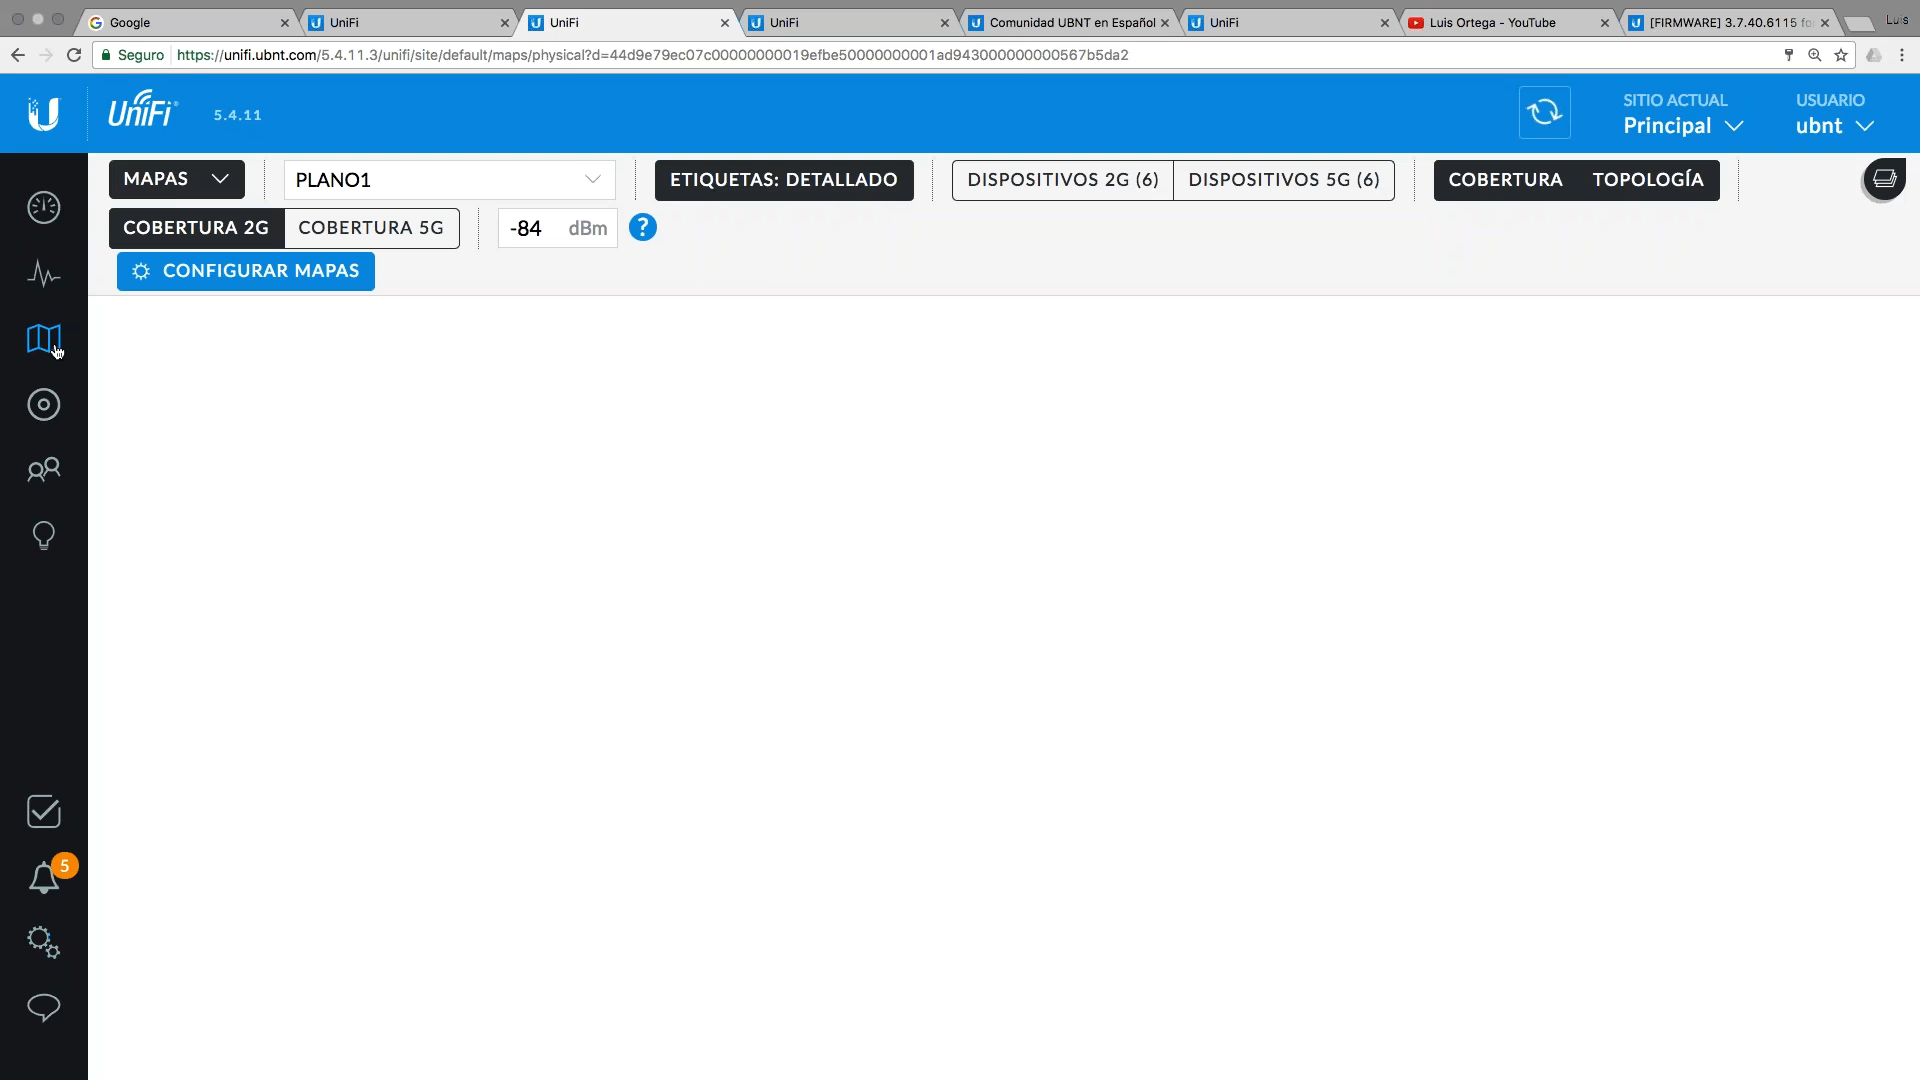 Google
UniFi
UniFi
UniFi
Comunidad UBNT en Español
UniFi
Luis Ortega - YouTube
[FIRMWARE] 3.7.40.6115 fo
Luis
Seguro
https://unifi.ubnt.com/5.4.11.3/unifi/site/default/maps/physical?d=44d9e79ec07c00000000019efbe50000000001ad943000000000567b5da2
UniFi
5.4.11
SITIO ACTUAL
Principal
USUARIO
ubnt
MAPAS
PLANO1
ETIQUETAS: DETALLADO
DISPOSITIVOS 2G (6)
DISPOSITIVOS 5G (6)
COBERTURA
TOPOLOGÍA
COBERTURA 2G
COBERTURA 5G
-84 dBm
?
CONFIGURAR MAPAS
5